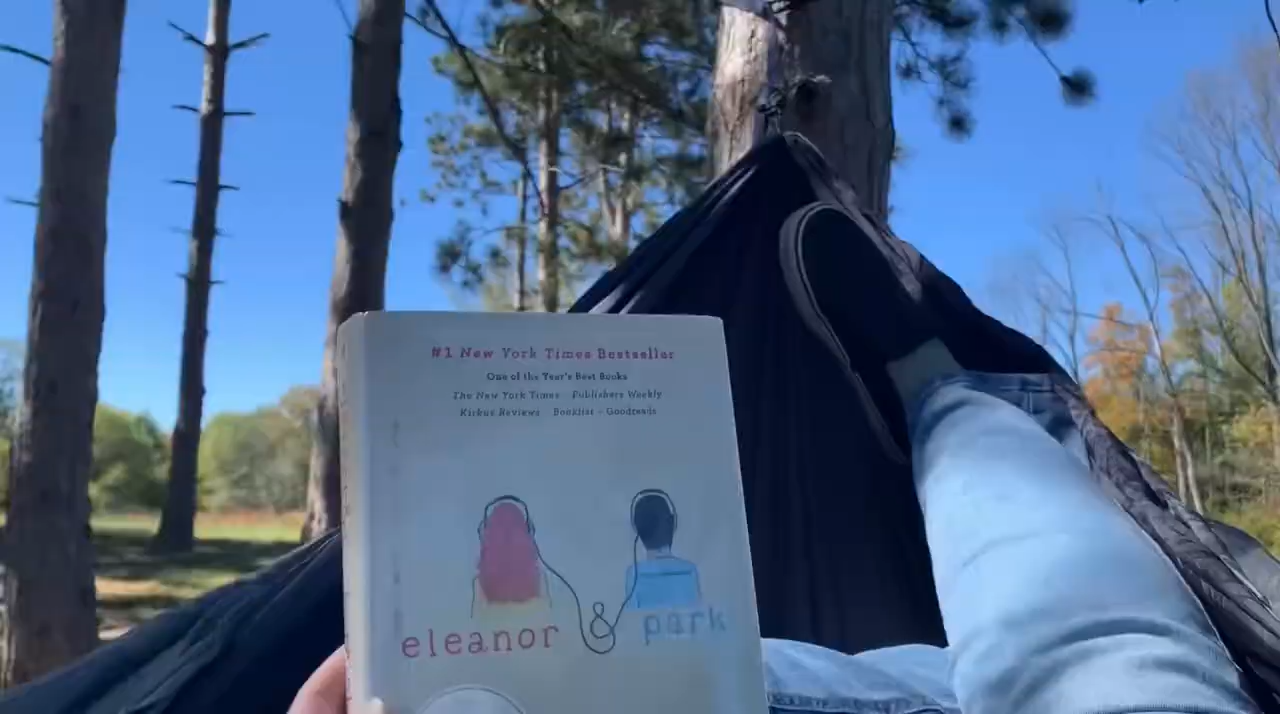 #1 New York Times Bestseller
One of the Year's Best Books
The New York Times - Publishers Weekly
Kirkus Reviews - Booklist - Goodreads
eleanor & park